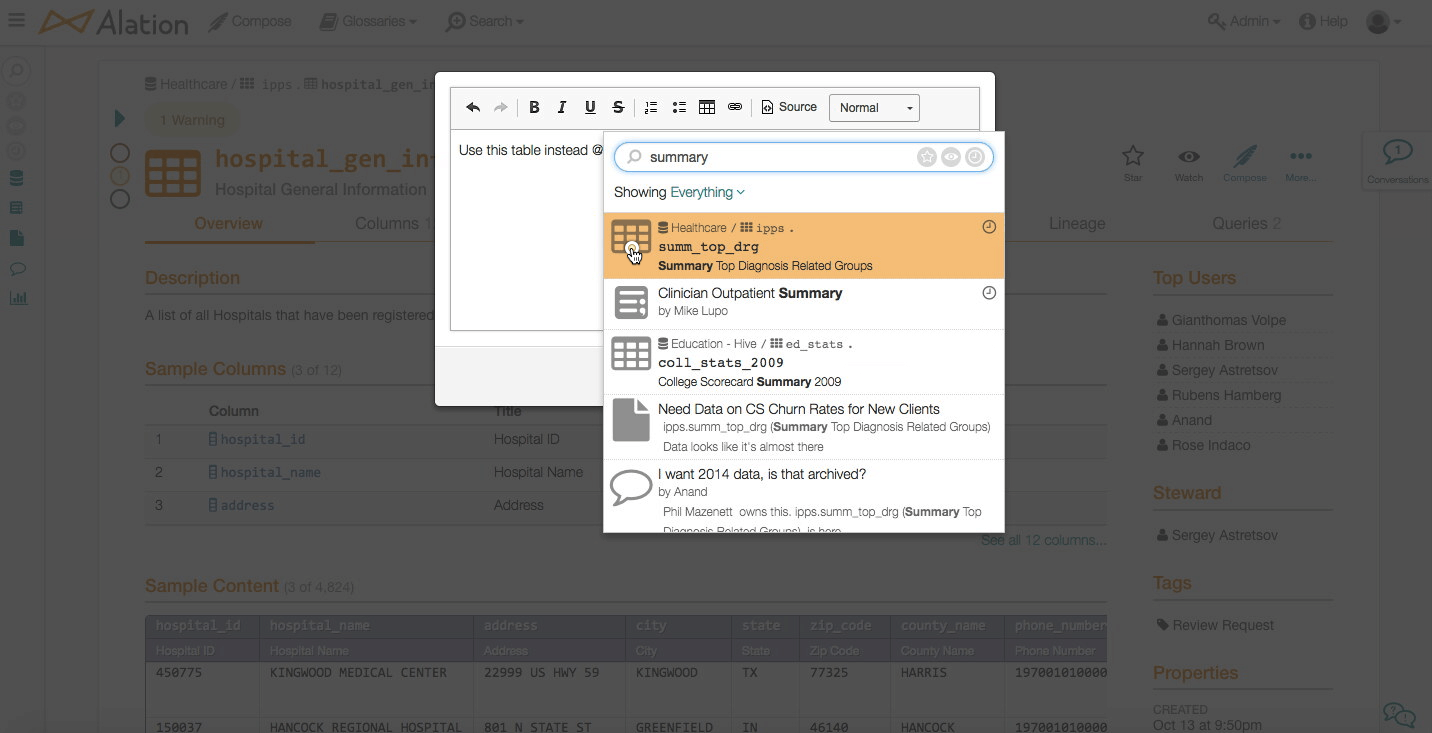 Alation Compose Glossaries Search Admin Help
Healthcare / ipps . hospital_gen_in
1 Warning
hospital_gen_in
Hospital General Information
Star Watch Compose More...
1
Conversations
Overview Columns Lineage Queries 2
Description
A list of all Hospitals that have been registered
Sample Columns (3 of 12)
Column Title
1 hospital_id Hospital ID
2 hospital_name Hospital Name
3 address Address
See all 12 columns...
Sample Content (3 of 4,824)
hospital_id hospital_name address city state zip_code county_name phone_number
Hospital ID Hospital Name Address City State Zip Code County Name Phone Number
450775 KINGWOOD MEDICAL CENTER 22999 US HWY 59 KINGWOOD TX 77325 HARRIS 197001010000
150037 HANCOCK REGIONAL HOSPITAL 801 N STATE ST GREENFIELD IN 46140 HANCOCK 197001010000
B I U S Source Normal
Use this table instead @
summary
Showing Everything
Healthcare / ipps .
summ_top_drg
Summary Top Diagnosis Related Groups
Clinician Outpatient Summary
by Mike Lupo
Education - Hive / ed_stats .
coll_stats_2009
College Scorecard Summary 2009
Need Data on CS Churn Rates for New Clients
ipps.summ_top_drg (Summary Top Diagnosis Related Groups)
Data looks like it's almost there
I want 2014 data, is that archived?
by Anand
Phil Mazenett owns this. ipps.summ_top_drg (Summary Top
Diagnosis Related Groups) is here
Top Users
Gianthomas Volpe
Hannah Brown
Sergey Astretsov
Rubens Hamberg
Anand
Rose Indaco
Steward
Sergey Astretsov
Tags
Review Request
Properties
CREATED
Oct 13 at 9:50pm